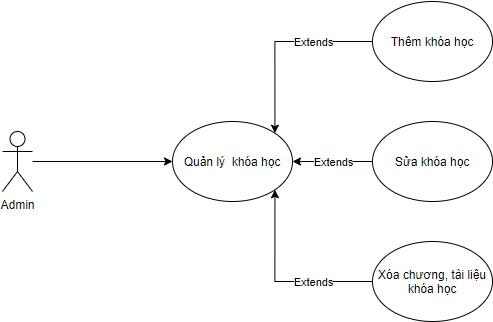 Thêm khóa học
Extends
Admin
Quản lý khóa học
Extends
Sửa khóa học
Extends
Xóa chương, tài liệu
khóa học